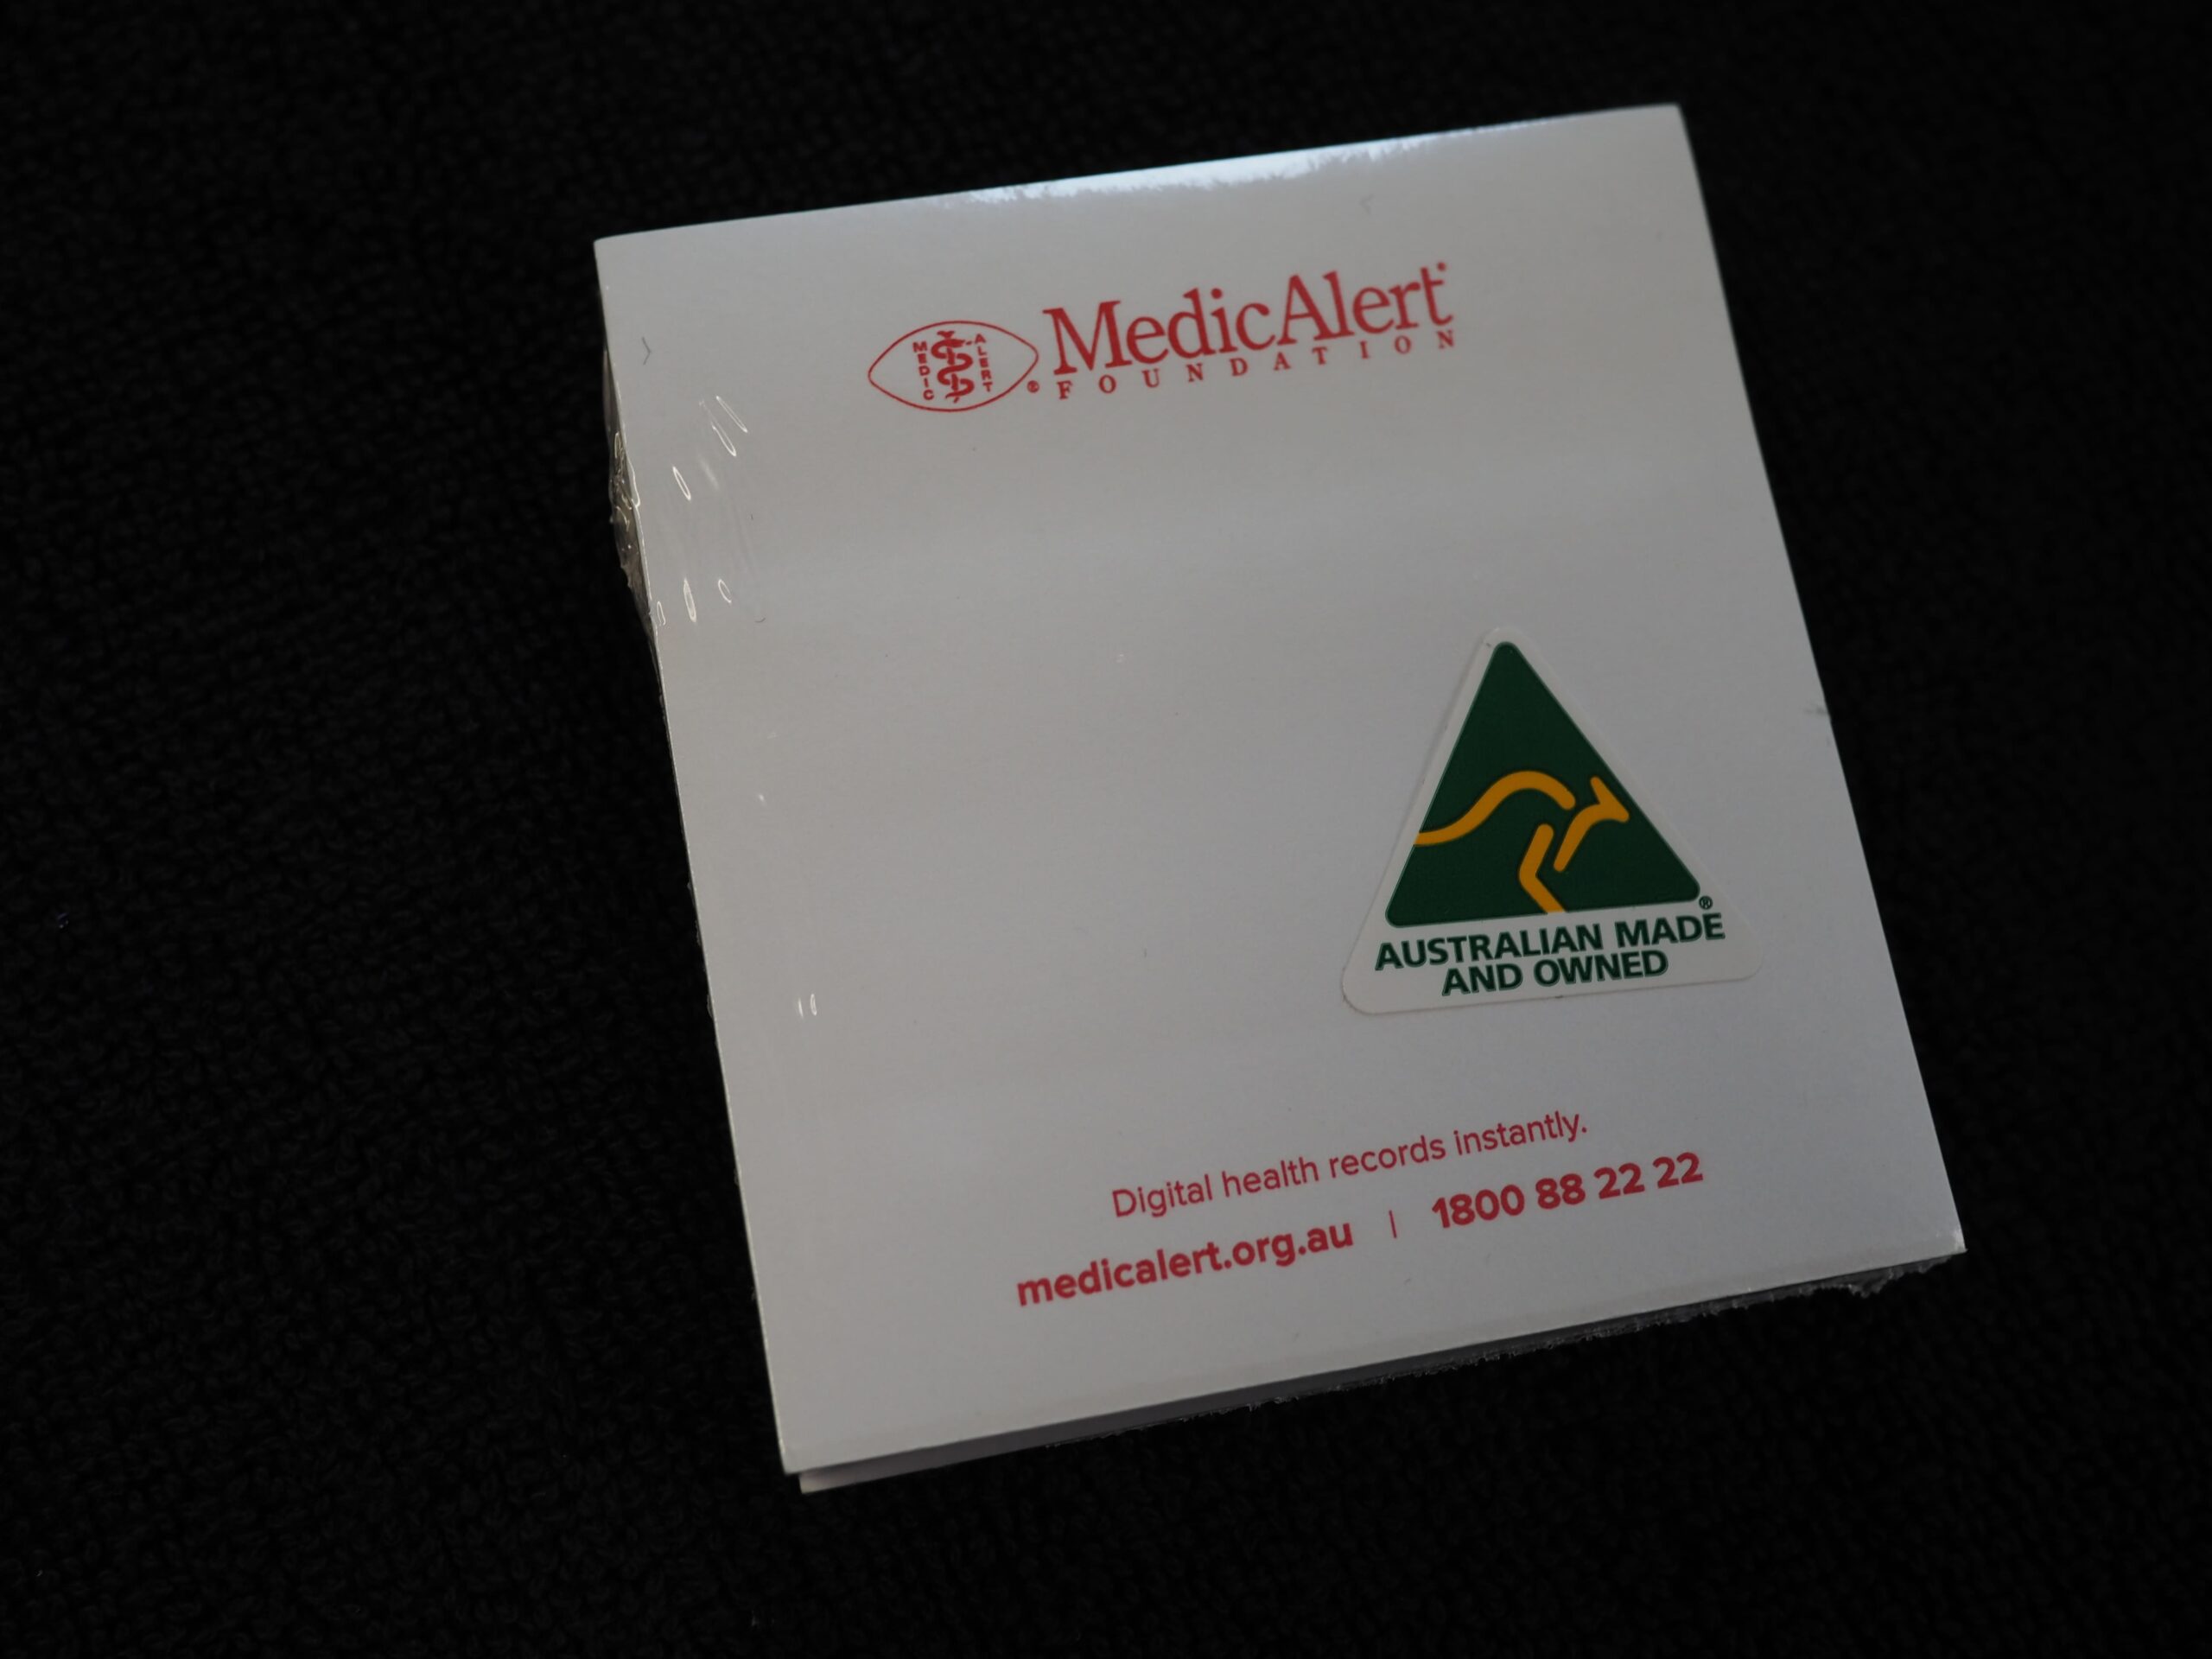 MEDIC ALERT ® MedicAlert®
FOUNDATION
®
AUSTRALIAN MADE
AND OWNED
Digital health records instantly.
medicalert.org.au | 1800 88 22 22